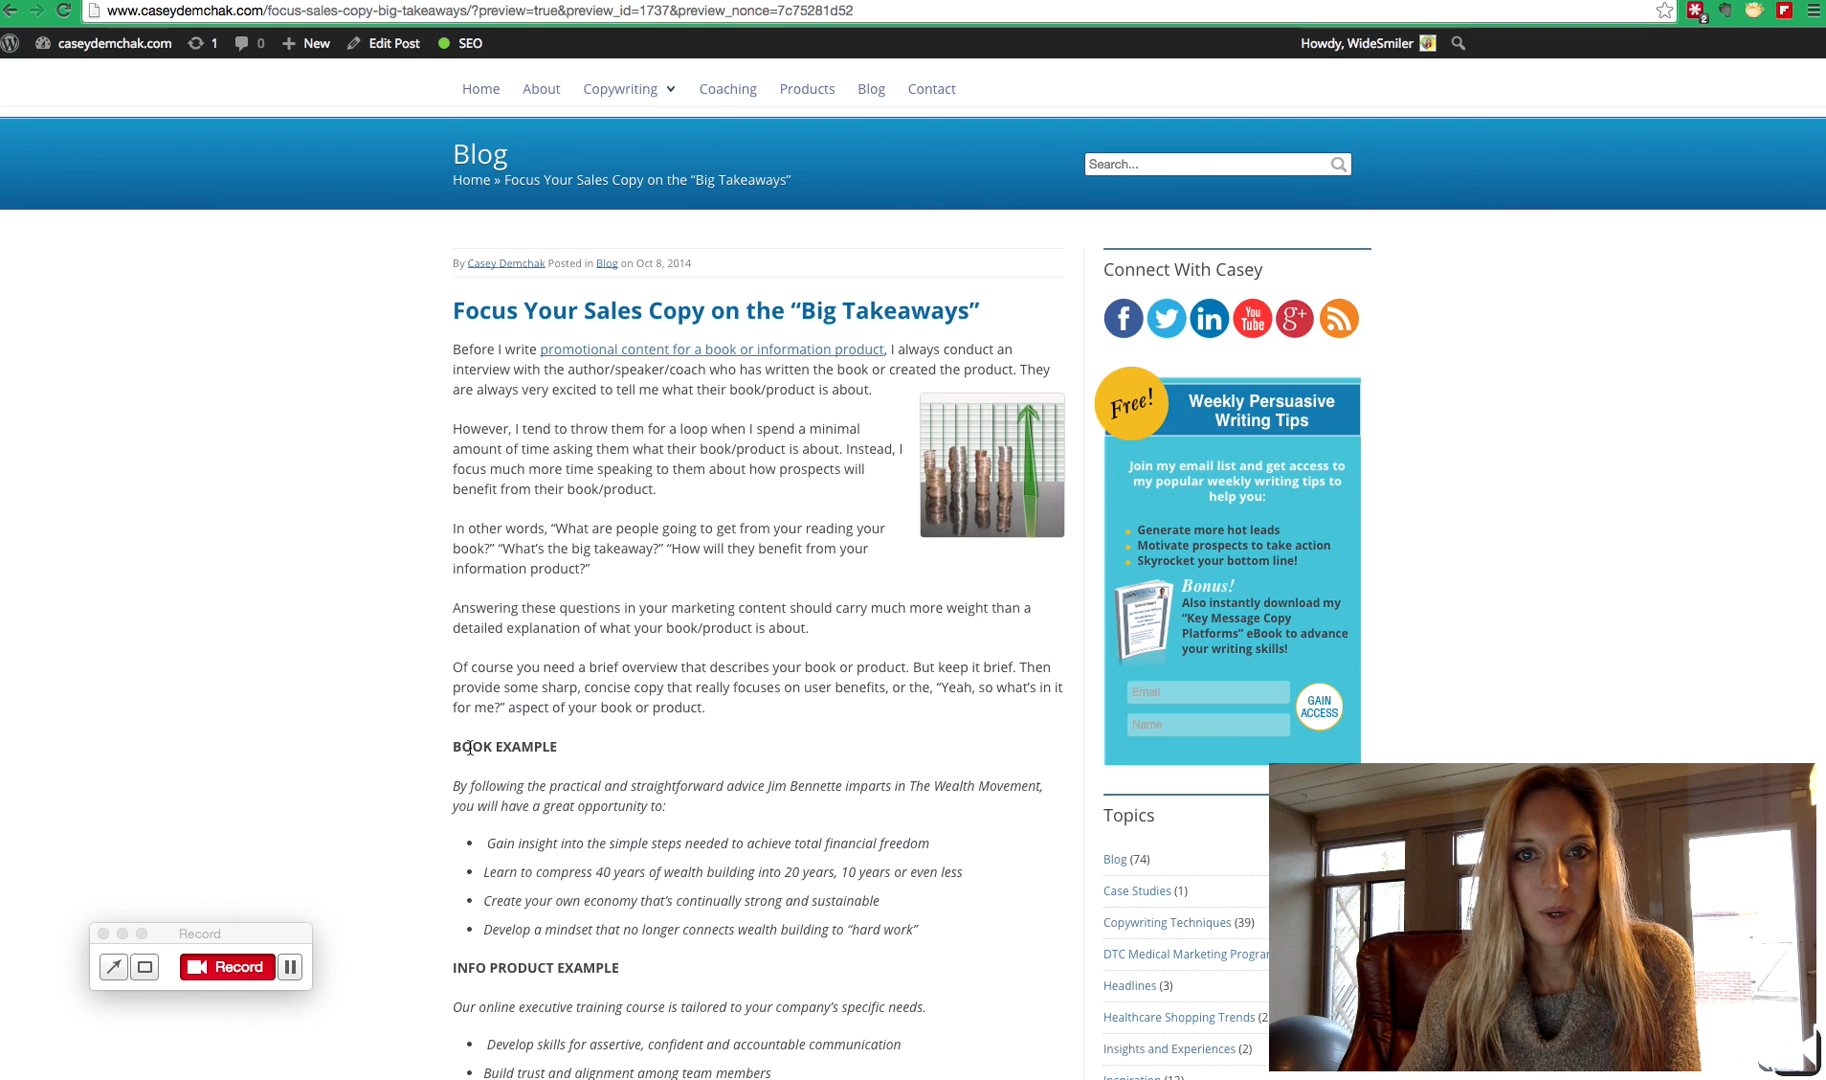 www.caseydemchak.com/focus-sales-copy-big-takeaways/?preview=true&preview_id=1737&preview_nonce=7c75281d52
2
caseydemchak.com 1 0 New Edit Post SEO
Howdy, WideSmiler
Home About Copywriting Coaching Products Blog Contact
Blog
Home » Focus Your Sales Copy on the “Big Takeaways”
Search...
By Casey Demchak Posted in Blog on Oct 8, 2014
Focus Your Sales Copy on the “Big Takeaways”
Before I write promotional content for a book or information product, I always conduct an
interview with the author/speaker/coach who has written the book or created the product. They
are always very excited to tell me what their book/product is about.
However, I tend to throw them for a loop when I spend a minimal
amount of time asking them what their book/product is about. Instead, I
focus much more time speaking to them about how prospects will
benefit from their book/product.
In other words, “What are people going to get from your reading your
book?” “What’s the big takeaway?” “How will they benefit from your
information product?”
Answering these questions in your marketing content should carry much more weight than a
detailed explanation of what your book/product is about.
Of course you need a brief overview that describes your book or product. But keep it brief. Then
provide some sharp, concise copy that really focuses on user benefits, or the, “Yeah, so what’s in it
for me?” aspect of your book or product.
BOOK EXAMPLE
By following the practical and straightforward advice Jim Bennette imparts in The Wealth Movement,
you will have a great opportunity to:
• Gain insight into the simple steps needed to achieve total financial freedom
• Learn to compress 40 years of wealth building into 20 years, 10 years or even less
• Create your own economy that’s continually strong and sustainable
• Develop a mindset that no longer connects wealth building to “hard work”
INFO PRODUCT EXAMPLE
Our online executive training course is tailored to your company’s specific needs.
• Develop skills for assertive, confident and accountable communication
• Build trust and alignment among team members
Connect With Casey
f
in
You
Tube
g+
Free!
Weekly Persuasive
Writing Tips
Join my email list and get access to
my popular weekly writing tips to
help you:
• Generate more hot leads
• Motivate prospects to take action
• Skyrocket your bottom line!
Bonus!
Also instantly download my
“Key Message Copy
Platforms” eBook to advance
your writing skills!
Email
Name
GAIN
ACCESS
Topics
Blog (74)
Case Studies (1)
Copywriting Techniques (39)
DTC Medical Marketing Progra
Headlines (3)
Healthcare Shopping Trends (2
Insights and Experiences (2)
Record
Record